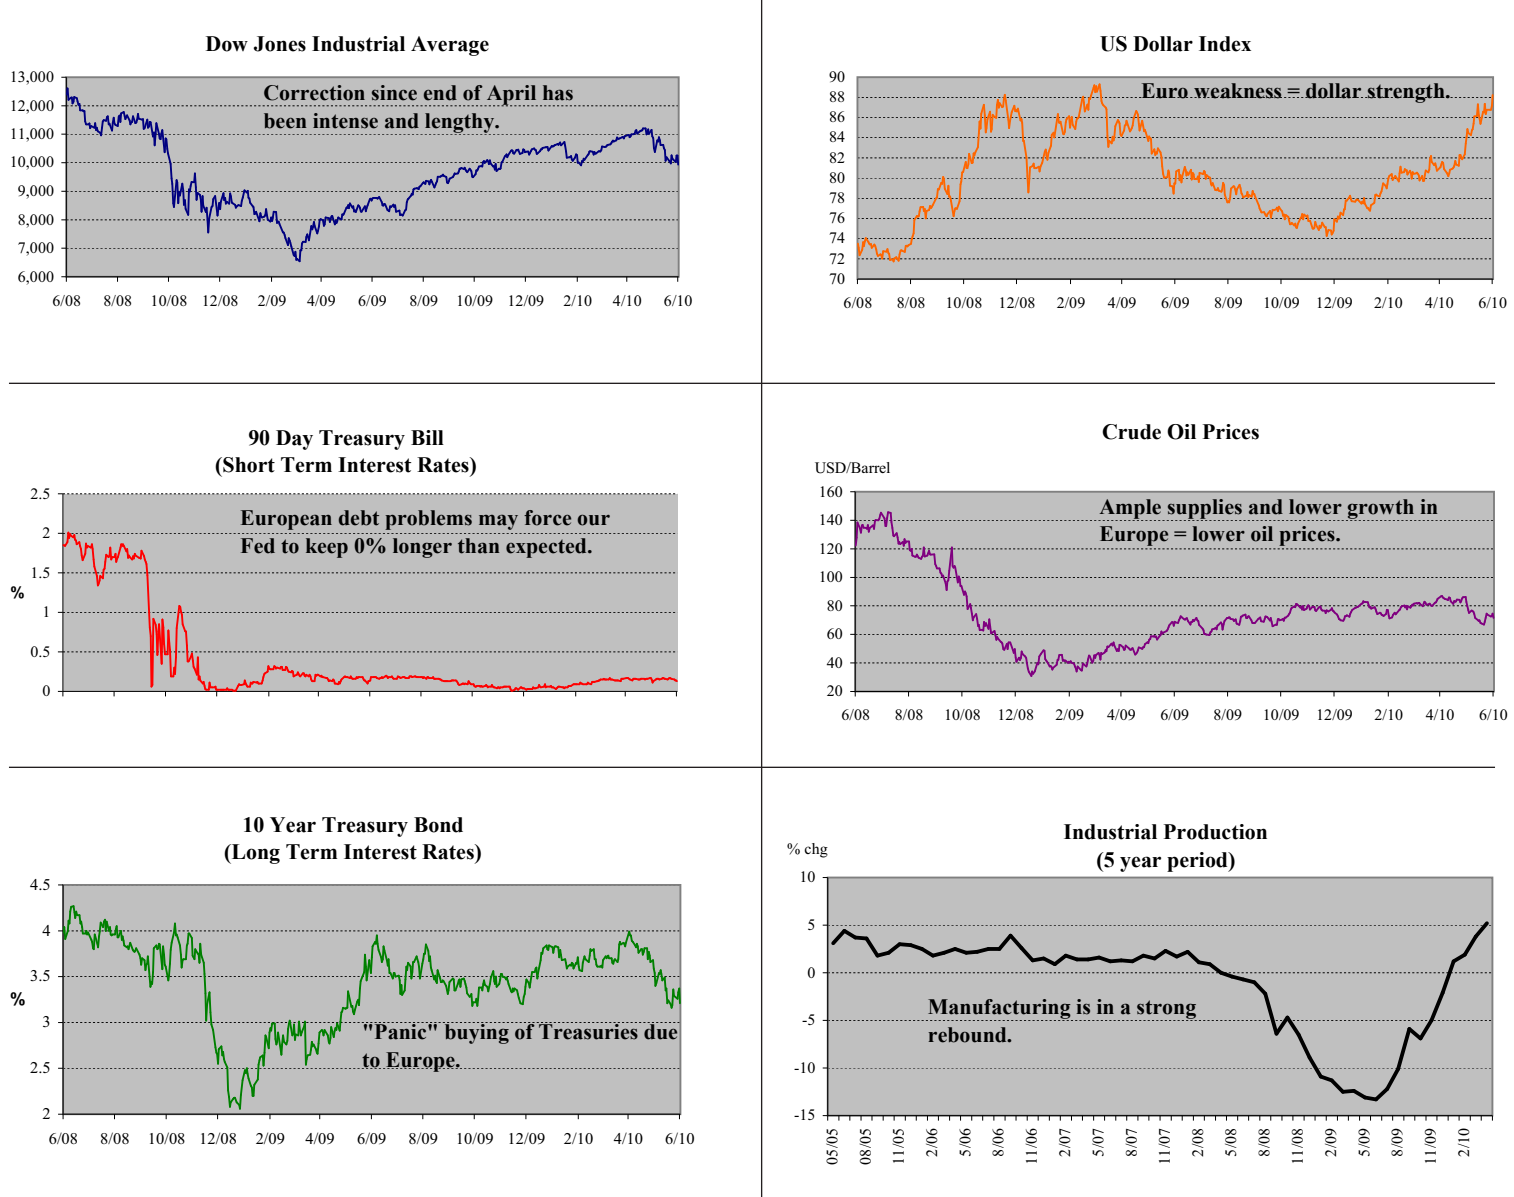 Dow Jones Industrial Average
13,000
12,000
11,000
10,000
9,000
8,000
7,000
6,000
Correction since end of April has
been intense and lengthy.
6/08 8/08 10/08 12/08 2/09 4/09 6/09 8/09 10/09 12/09 2/10 4/10 6/10
US Dollar Index
90
88
86
84
82
80
78
76
74
72
70
Euro weakness = dollar strength.
6/08 8/08 10/08 12/08 2/09 4/09 6/09 8/09 10/09 12/09 2/10 4/10 6/10
90 Day Treasury Bill
(Short Term Interest Rates)
2.5
2
1.5
1
0.5
0
%
European debt problems may force our
Fed to keep 0% longer than expected.
Crude Oil Prices
USD/Barrel
160
140
120
100
80
60
40
20
Ample supplies and lower growth in
Europe = lower oil prices.
6/08 8/08 10/08 12/08 2/09 4/09 6/09 8/09 10/09 12/09 2/10 4/10 6/10
10 Year Treasury Bond
(Long Term Interest Rates)
4.5
4
3.5
3
2.5
2
%
"Panic" buying of Treasuries due
to Europe.
6/08 8/08 10/08 12/08 2/09 4/09 6/09 8/09 10/09 12/09 2/10 4/10 6/10
Industrial Production
(5 year period)
% chg
10
5
0
-5
-10
-15
Manufacturing is in a strong
rebound.
05/05 08/05 11/05 2/06 5/06 8/06 11/06 2/07 5/07 8/07 11/07 2/08 5/08 8/08 11/08 2/09 5/09 8/09 11/09 2/10